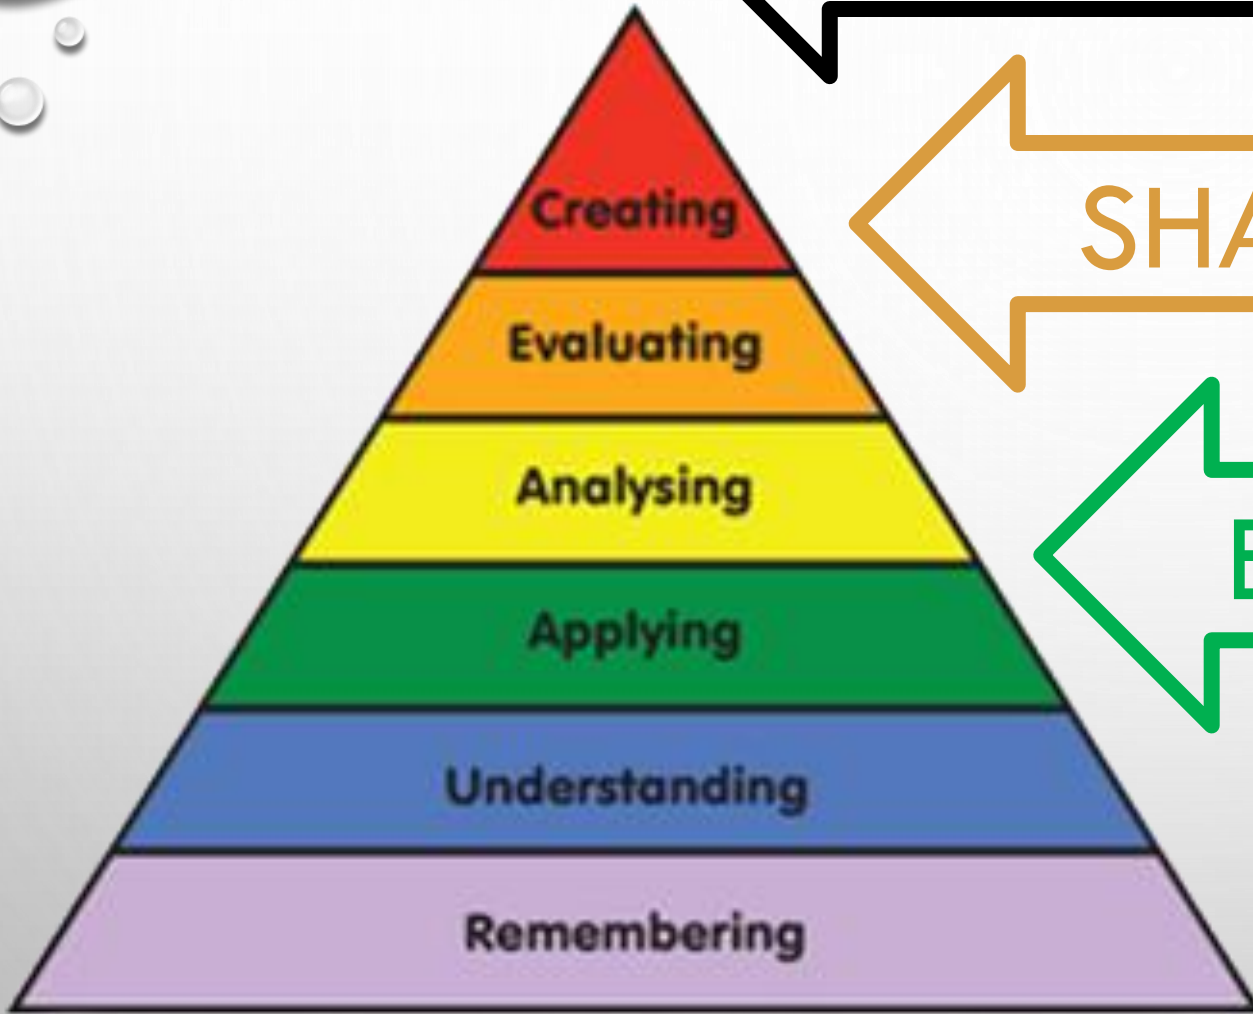 Creating
SHA
Evaluating
Analysing
E
Applying
Understanding
Remembering